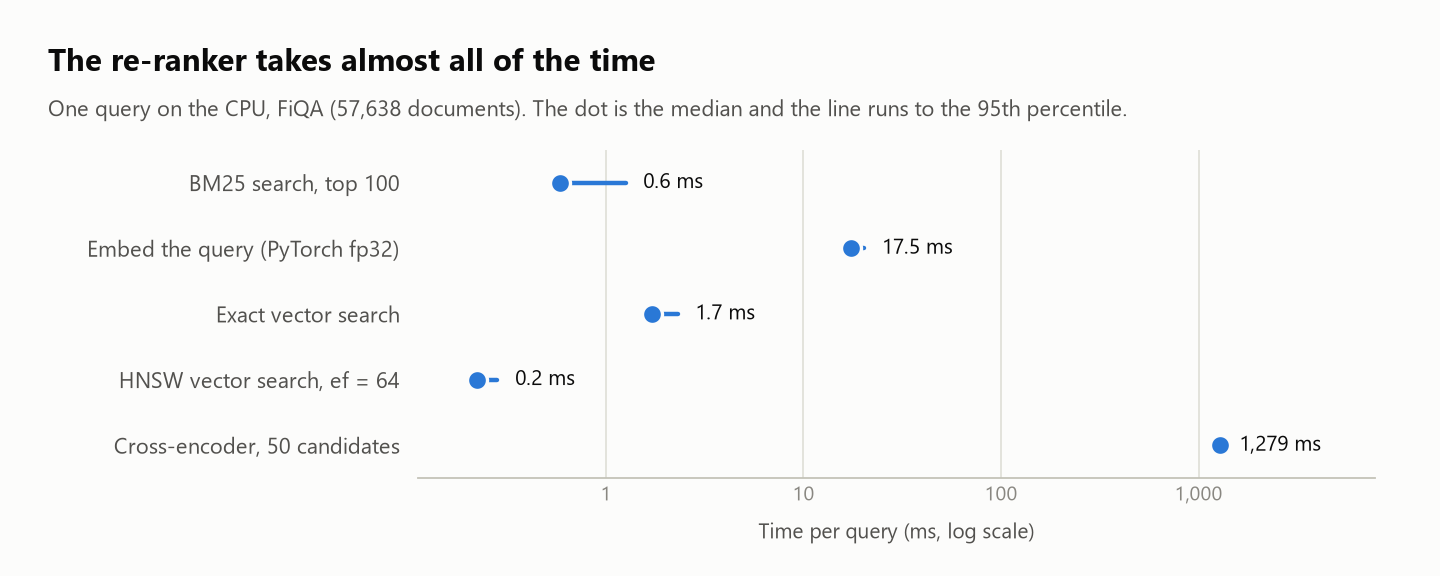 The re-ranker takes almost all of the time
One query on the CPU, FiQA (57,638 documents). The dot is the median and the line runs to the 95th percentile.
BM25 search, top 100
0.6 ms
Embed the query (PyTorch fp32)
17.5 ms
Exact vector search
1.7 ms
HNSW vector search, ef = 64
0.2 ms
Cross-encoder, 50 candidates
1,279 ms
1
10
100
1,000
Time per query (ms, log scale)